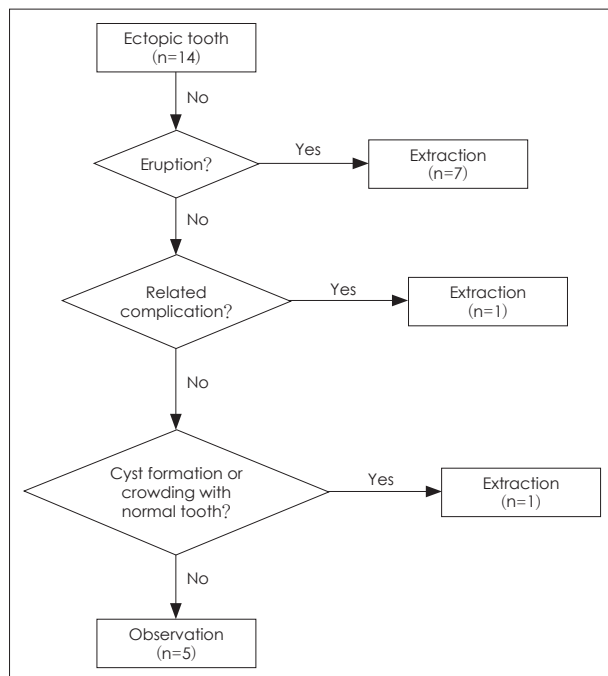 Ectopic tooth
(n=14)
No
Eruption?
Yes
Extraction
(n=7)
No
Related
complication?
Yes
Extraction
(n=1)
No
Cyst formation or
crowding with
normal tooth?
Yes
Extraction
(n=1)
No
Observation
(n=5)